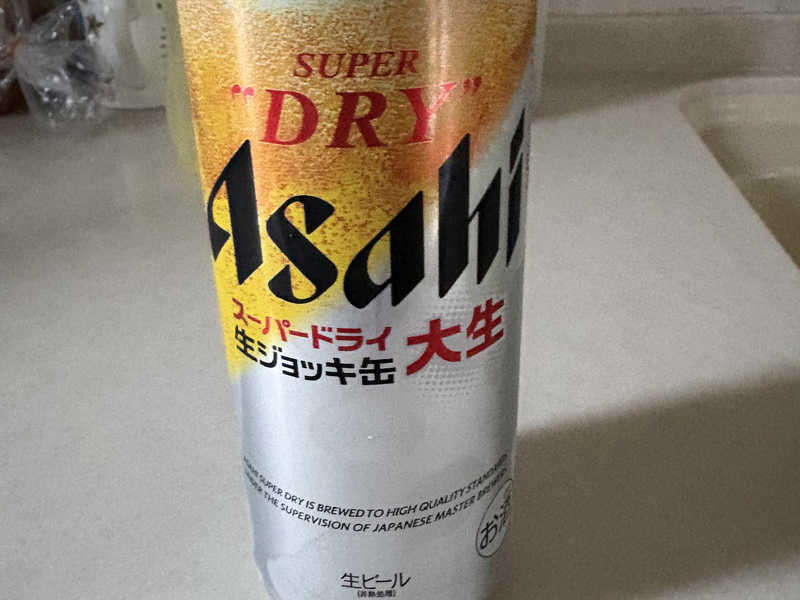 SUPER
"DRY"
Asahi
スーパードライ
生ジョッキ缶 大生
ASAHI SUPER DRY IS BREWED TO HIGH QUALITY STANDARDS
UNDER THE SUPERVISION OF JAPANESE MASTER BREWERS
お酒
生ビール
(非熱処理)